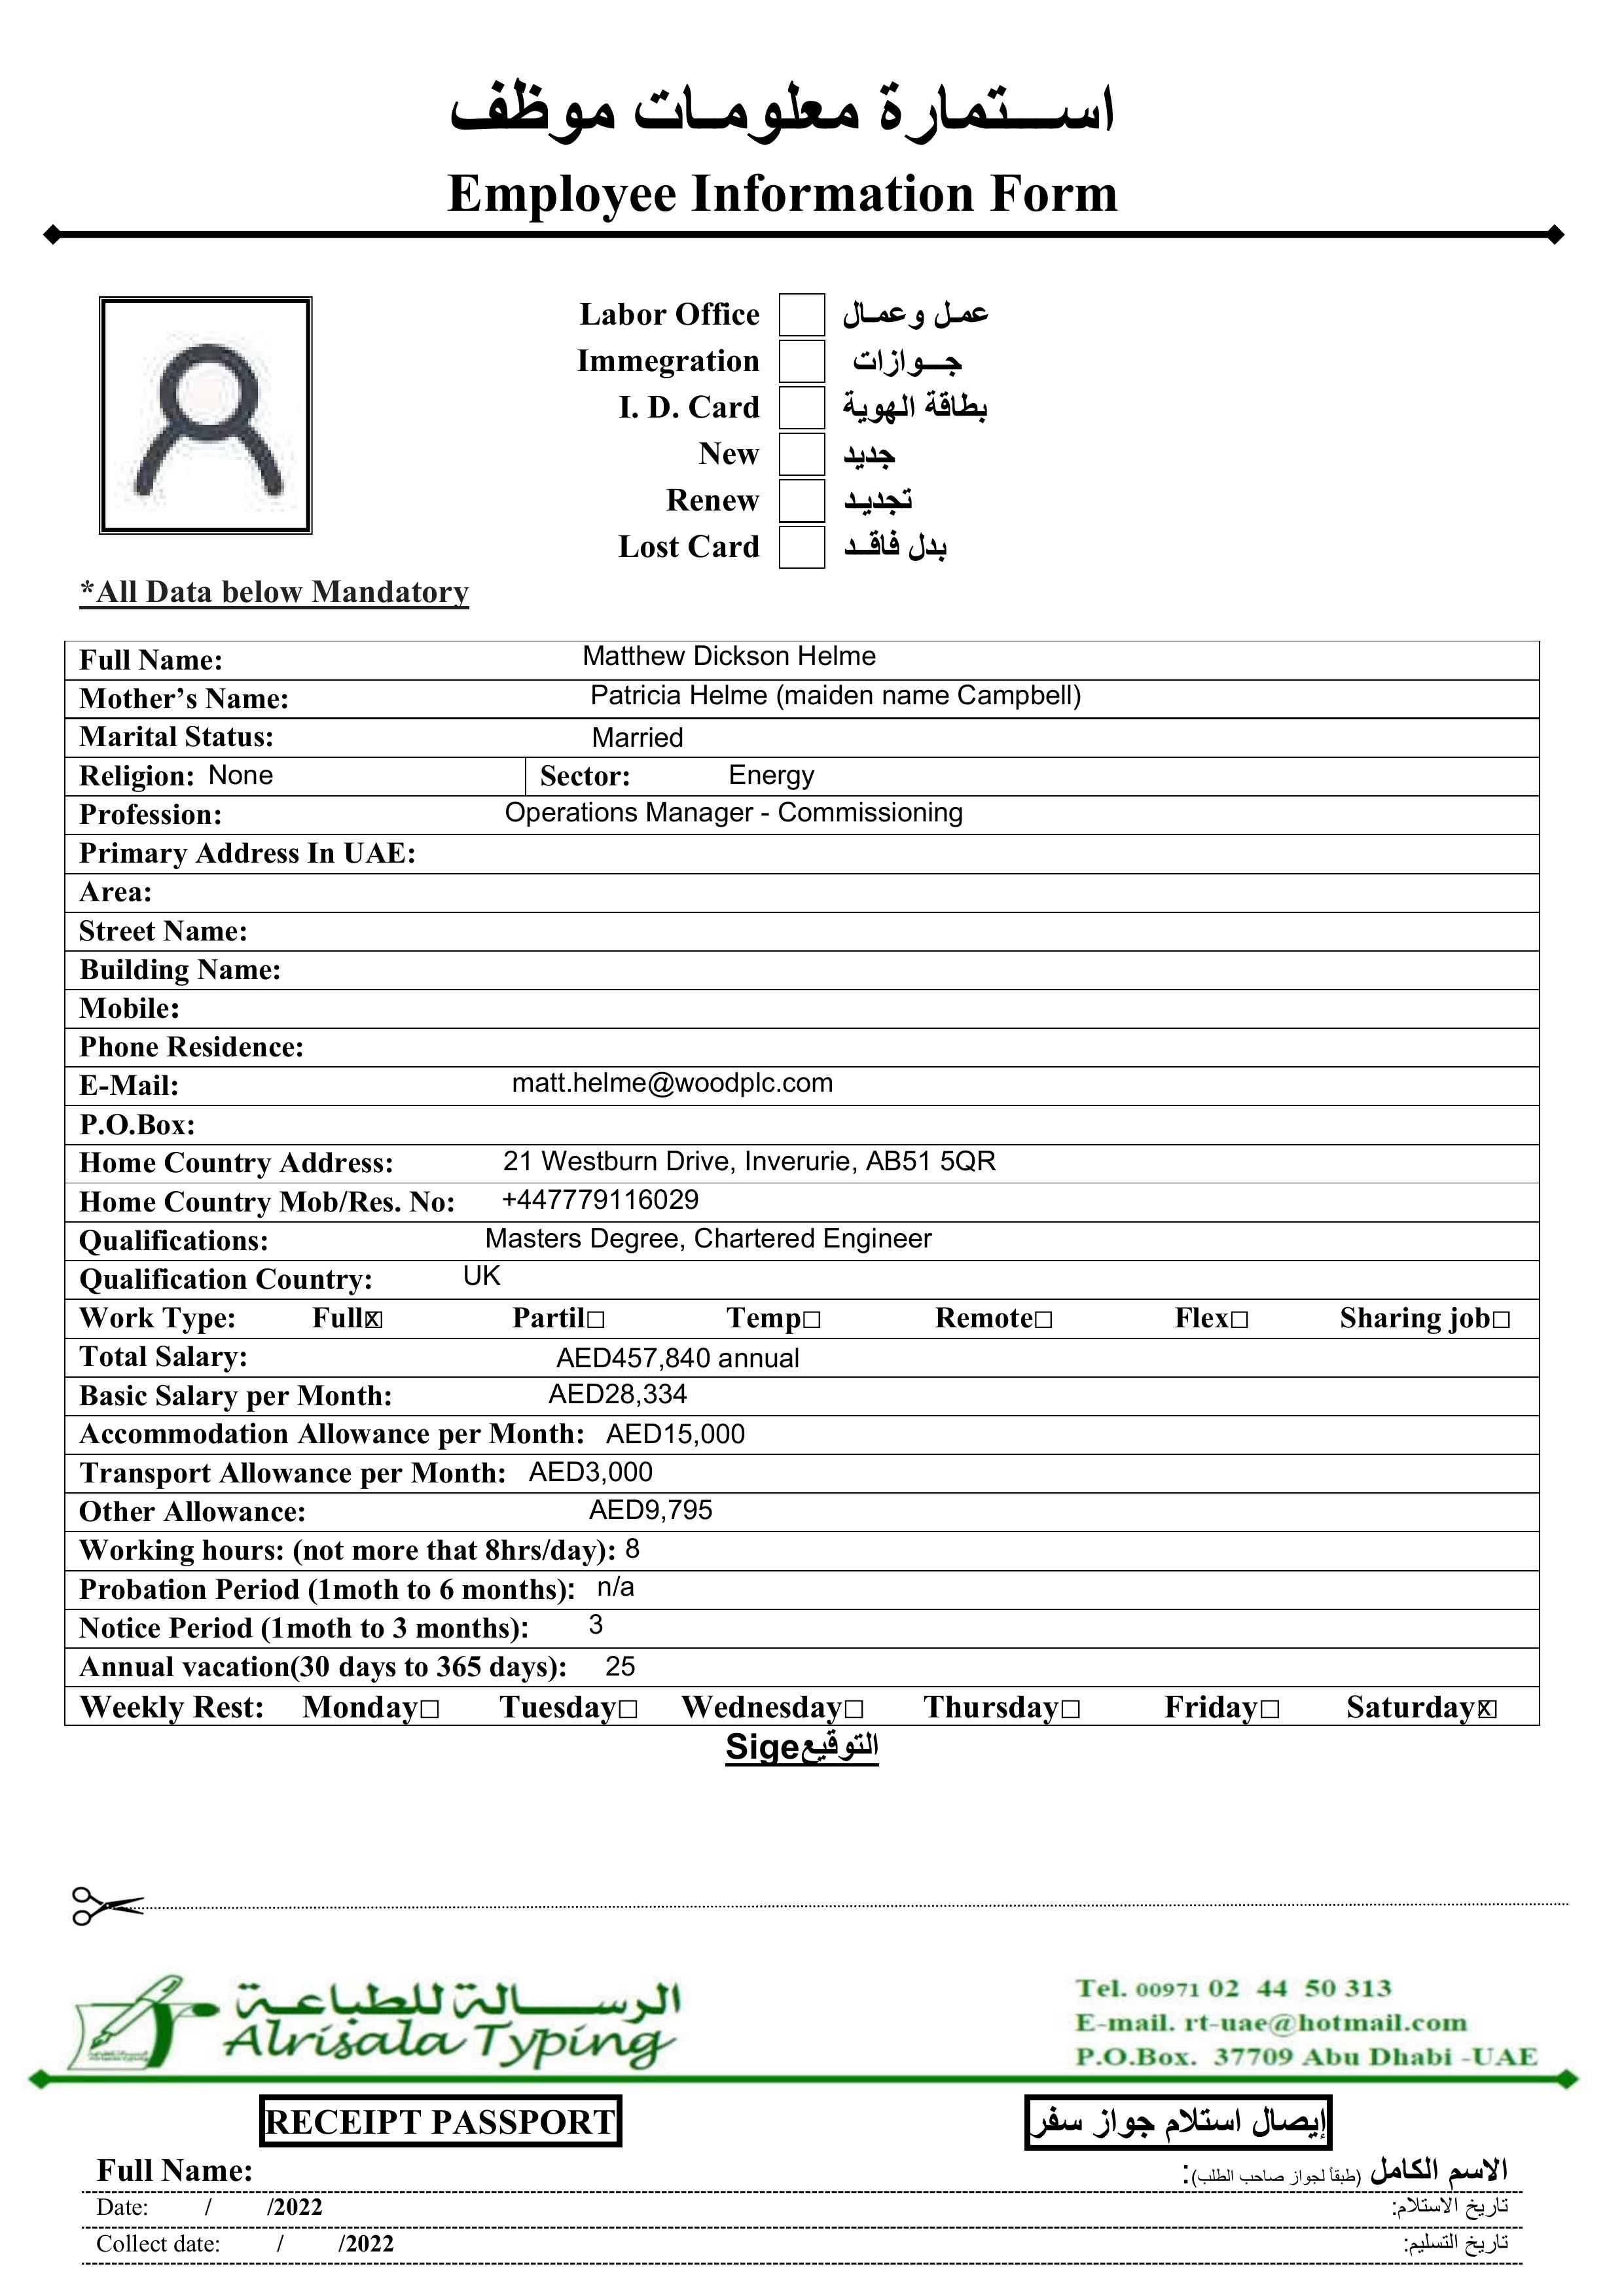 استمارة معلومات موظف
Employee Information Form
Labor Office عمل وعمال
Immegration جوازات
I. D. Card بطاقة الهوية
New جديد
Renew تجديد
Lost Card بدل فاقد
*All Data below Mandatory
Full Name: Matthew Dickson Helme
Mother’s Name: Patricia Helme (maiden name Campbell)
Marital Status: Married
Religion: None Sector: Energy
Profession: Operations Manager - Commissioning
Primary Address In UAE:
Area:
Street Name:
Building Name:
Mobile:
Phone Residence:
E-Mail: matt.helme@woodplc.com
P.O.Box:
Home Country Address: 21 Westburn Drive, Inverurie, AB51 5QR
Home Country Mob/Res. No: +447779116029
Qualifications: Masters Degree, Chartered Engineer
Qualification Country: UK
Work Type: Full☒ Partil☐ Temp☐ Remote☐ Flex☐ Sharing job☐
Total Salary: AED457,840 annual
Basic Salary per Month: AED28,334
Accommodation Allowance per Month: AED15,000
Transport Allowance per Month: AED3,000
Other Allowance: AED9,795
Working hours: (not more that 8hrs/day): 8
Probation Period (1moth to 6 months): n/a
Notice Period (1moth to 3 months): 3
Annual vacation(30 days to 365 days): 25
Weekly Rest: Monday☐ Tuesday☐ Wednesday☐ Thursday☐ Friday☐ Saturday☒
Sigeالتوقيع
الرسالة للطباعة
Alrisala Typing
Tel. 00971 02 44 50 313
E-mail. rt-uae@hotmail.com
P.O.Box. 37709 Abu Dhabi -UAE
RECEIPT PASSPORT إيصال استلام جواز سفر
Full Name: الاسم الكامل (طبقاً لجواز صاحب الطلب):
Date: / /2022 تاريخ الاستلام:
Collect date: / /2022 تاريخ التسليم: